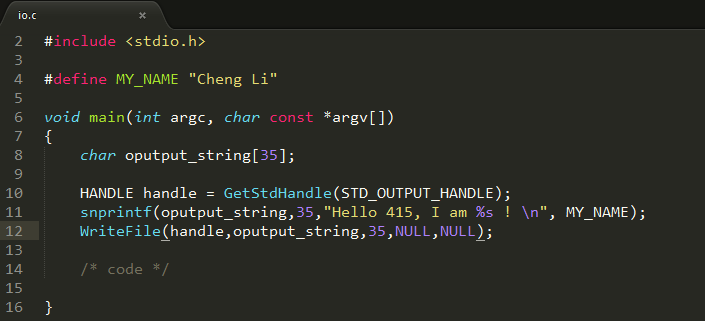 io.c ×
2 #include <stdio.h>
3
4 #define MY_NAME "Cheng Li"
5
6 void main(int argc, char const *argv[])
7 {
8 char oputput_string[35];
9
10 HANDLE handle = GetStdHandle(STD_OUTPUT_HANDLE);
11 snprintf(oputput_string,35,"Hello 415, I am %s ! \n", MY_NAME);
12 WriteFile(handle,oputput_string,35,NULL,NULL);
13
14 /* code */
15
16 }